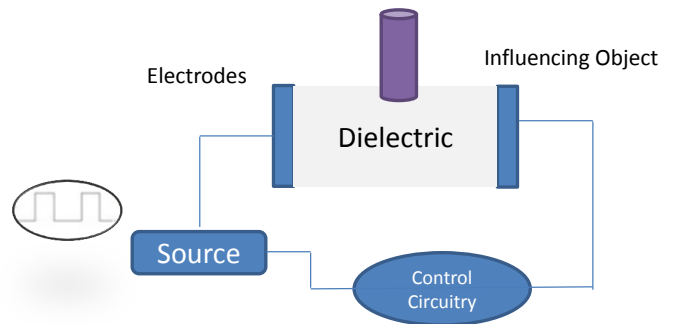 Influencing Object
Electrodes
Dielectric
Source
Control
Circuitry